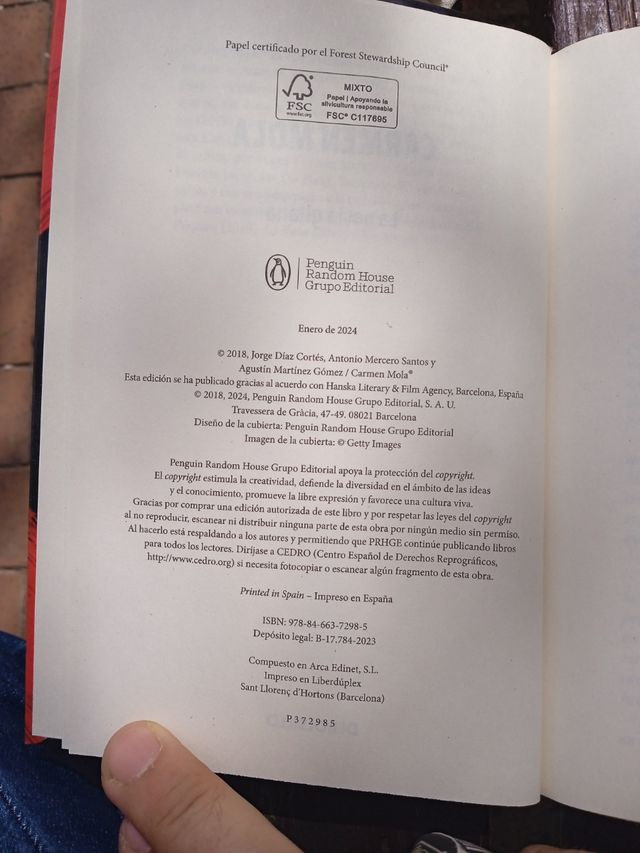 Papel certificado por el Forest Stewardship Council®
FSC
www.fsc.org
MIXTO
Papel | Apoyando la
silvicultura responsable
FSC® C117695
Penguin
Random House
Grupo Editorial
Enero de 2024
© 2018, Jorge Díaz Cortés, Antonio Mercero Santos y
Agustín Martínez Gómez / Carmen Mola®
Esta edición se ha publicado gracias al acuerdo con Hanska Literary & Film Agency, Barcelona, España
© 2018, 2024, Penguin Random House Grupo Editorial, S. A. U.
Travessera de Gràcia, 47-49. 08021 Barcelona
Diseño de la cubierta: Penguin Random House Grupo Editorial
Imagen de la cubierta: © Getty Images
Penguin Random House Grupo Editorial apoya la protección del copyright.
El copyright estimula la creatividad, defiende la diversidad en el ámbito de las ideas
y el conocimiento, promueve la libre expresión y favorece una cultura viva.
Gracias por comprar una edición autorizada de este libro y por respetar las leyes del copyright
al no reproducir, escanear ni distribuir ninguna parte de esta obra por ningún medio sin permiso.
Al hacerlo está respaldando a los autores y permitiendo que PRHGE continúe publicando libros
para todos los lectores. Diríjase a CEDRO (Centro Español de Derechos Reprográficos,
http://www.cedro.org) si necesita fotocopiar o escanear algún fragmento de esta obra.
Printed in Spain – Impreso en España
ISBN: 978-84-663-7298-5
Depósito legal: B-17.784-2023
Compuesto en Arca Edinet, S.L.
Impreso en Liberdúplex
Sant Llorenç d'Hortons (Barcelona)
P372985